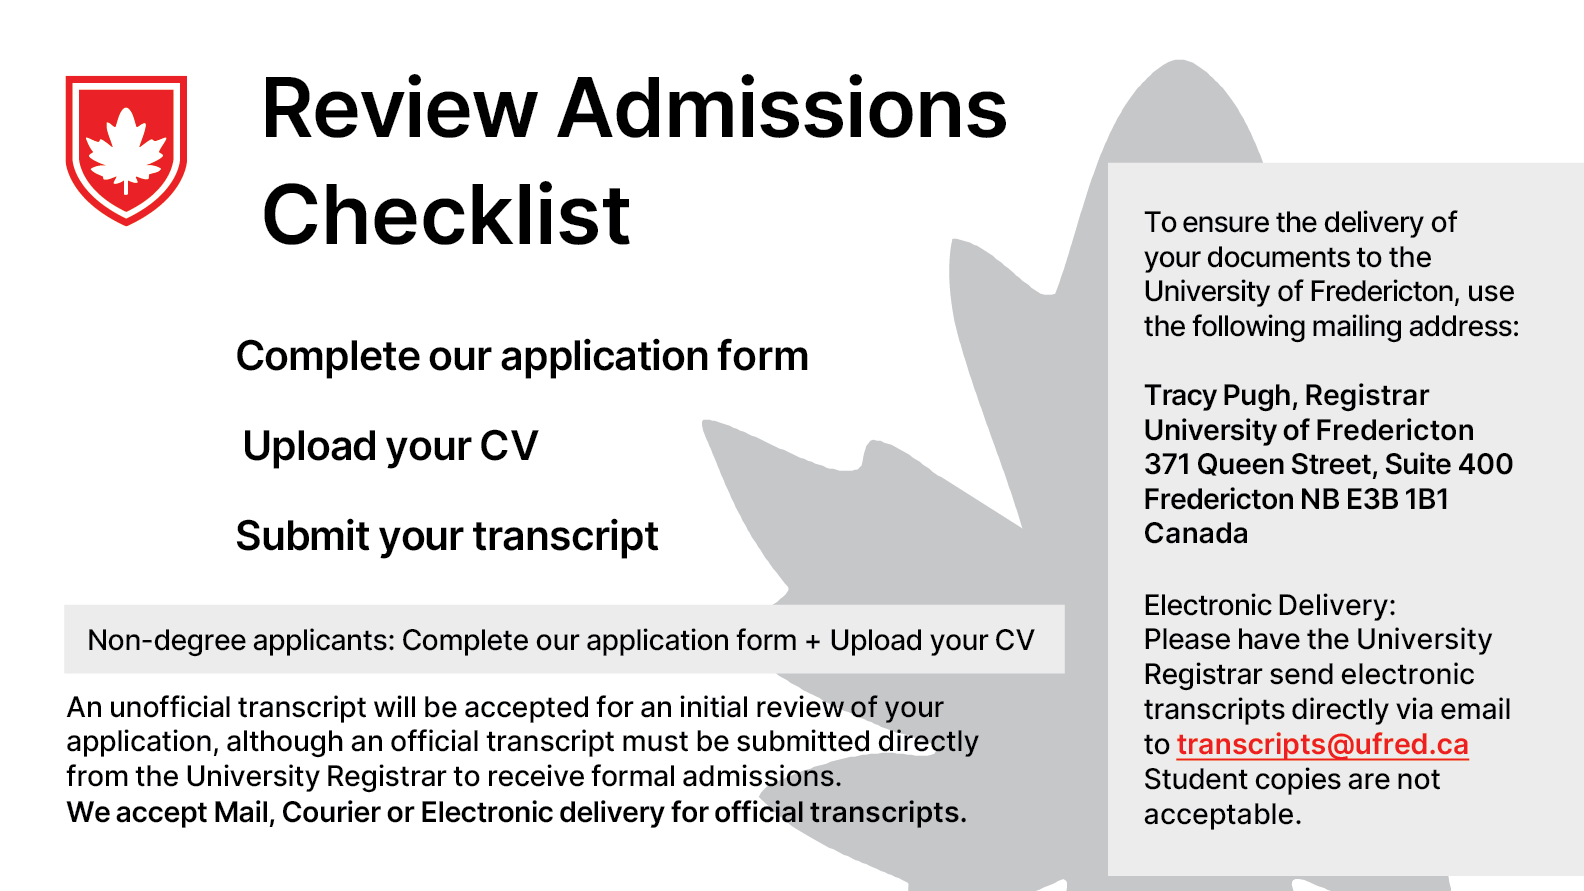 Review Admissions
Checklist
Complete our application form
Upload your CV
Submit your transcript
Non-degree applicants: Complete our application form + Upload your CV
An unofficial transcript will be accepted for an initial review of your
application, although an official transcript must be submitted directly
from the University Registrar to receive formal admissions.
We accept Mail, Courier or Electronic delivery for official transcripts.
To ensure the delivery of
your documents to the
University of Fredericton, use
the following mailing address:
Tracy Pugh, Registrar
University of Fredericton
371 Queen Street, Suite 400
Fredericton NB E3B 1B1
Canada
Electronic Delivery:
Please have the University
Registrar send electronic
transcripts directly via email
to transcripts@ufred.ca
Student copies are not
acceptable.